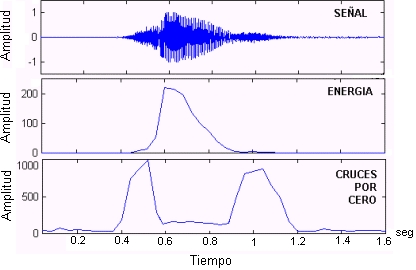 Amplitud
1
0
-1
SEÑAL
Amplitud
200
100
0
ENERGIA
Amplitud
1000
500
0
CRUCES
POR
CERO
0.2 0.4 0.6 0.8 1 1.2 1.4 1.6 seg
Tiempo